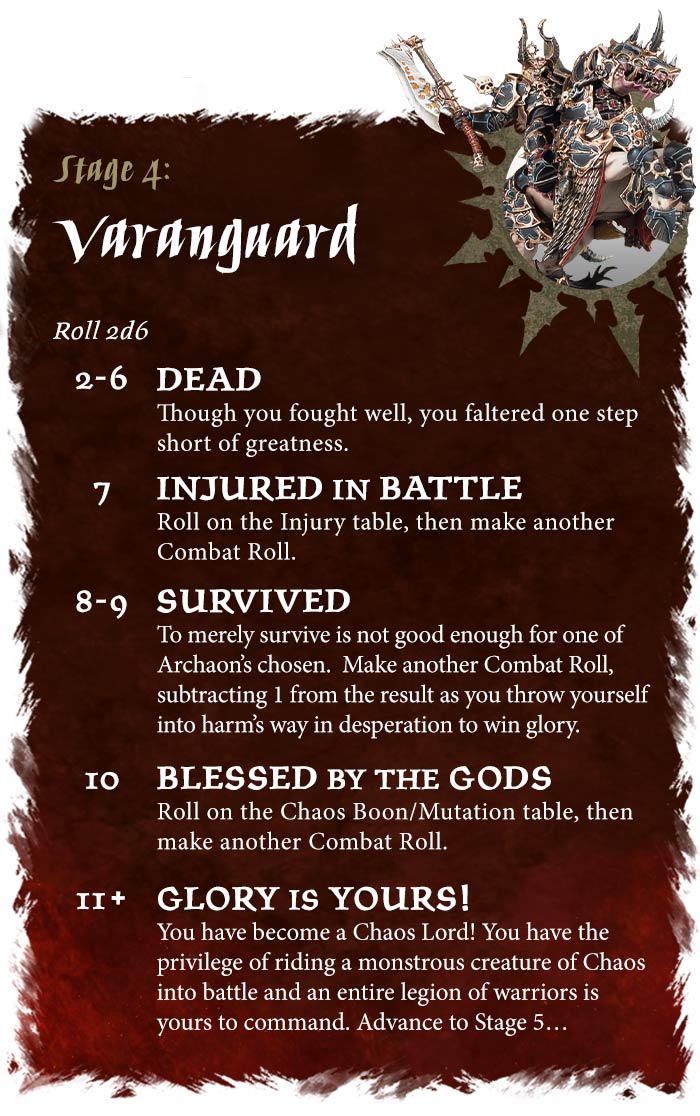 Stage 4:
Varanguard
Roll 2d6
2-6 DEAD
Though you fought well, you faltered one step
short of greatness.
7 INJURED IN BATTLE
Roll on the Injury table, then make another
Combat Roll.
8-9 SURVIVED
To merely survive is not good enough for one of
Archaon's chosen.  Make another Combat Roll,
subtracting 1 from the result as you throw yourself
into harm's way in desperation to win glory.
10 BLESSED BY THE GODS
Roll on the Chaos Boon/Mutation table, then
make another Combat Roll.
11+ GLORY IS YOURS!
You have become a Chaos Lord! You have the
privilege of riding a monstrous creature of Chaos
into battle and an entire legion of warriors is
yours to command. Advance to Stage 5…